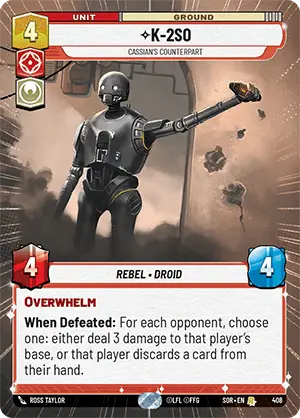 4
UNIT
GROUND
✧K-2SO
CASSIAN'S COUNTERPART
4
REBEL • DROID
4
OVERWHELM
When Defeated: For each opponent, choose
one: either deal 3 damage to that player's
base, or that player discards a card from
their hand.
ROSS TAYLOR
ⓁLFL ©FFG
SOR • EN
408